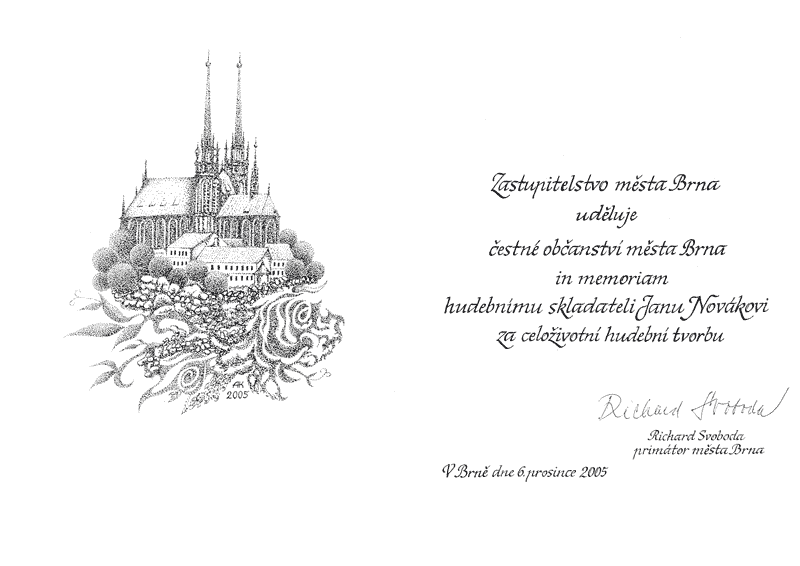 AK
2005
Zastupitelstvo města Brna
uděluje
čestné občanství města Brna
in memoriam
hudebnímu skladateli Janu Novákovi
za celoživotní hudební tvorbu
Richard Svoboda
Richard Svoboda
primátor města Brna
V Brně dne 6. prosince 2005